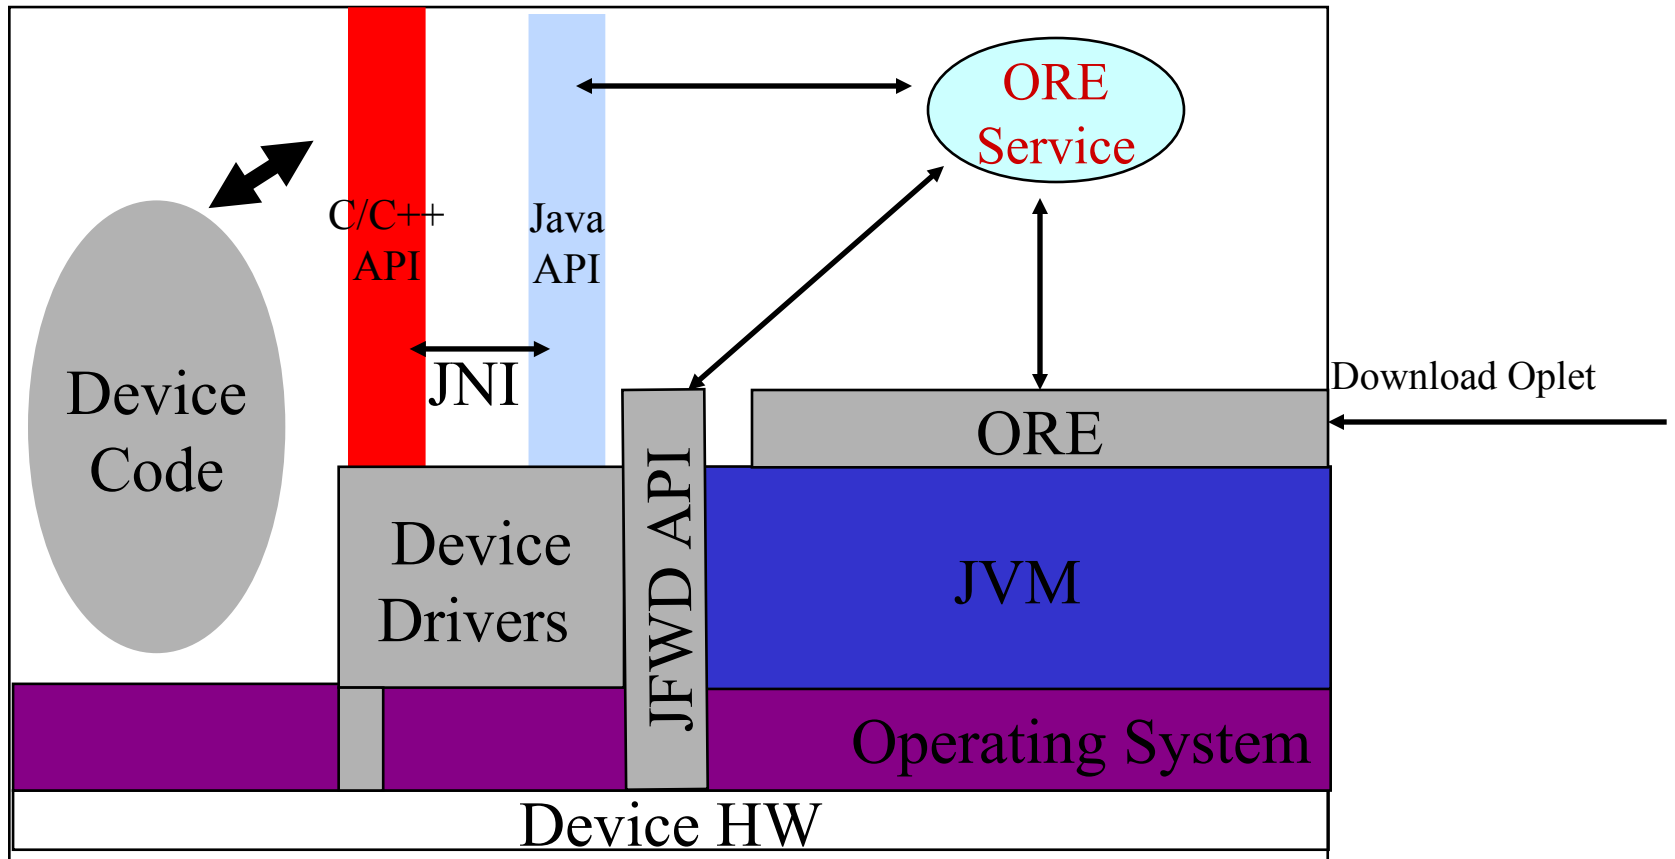 ORE
Service
C/C++
API
Java
API
JNI
Device
Code
Download Oplet
ORE
Device
Drivers
JFWD API
JVM
Operating System
Device HW